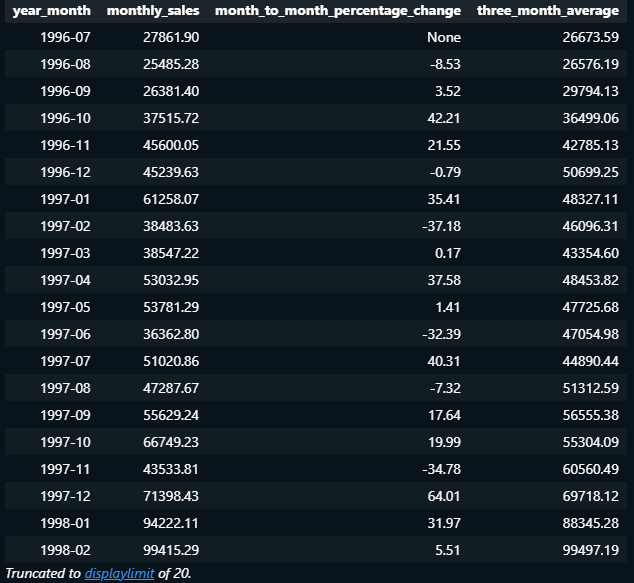 year_month monthly_sales month_to_month_percentage_change three_month_average
1996-07 27861.90 None 26673.59
1996-08 25485.28 -8.53 26576.19
1996-09 26381.40 3.52 29794.13
1996-10 37515.72 42.21 36499.06
1996-11 45600.05 21.55 42785.13
1996-12 45239.63 -0.79 50699.25
1997-01 61258.07 35.41 48327.11
1997-02 38483.63 -37.18 46096.31
1997-03 38547.22 0.17 43354.60
1997-04 53032.95 37.58 48453.82
1997-05 53781.29 1.41 47725.68
1997-06 36362.80 -32.39 47054.98
1997-07 51020.86 40.31 44890.44
1997-08 47287.67 -7.32 51312.59
1997-09 55629.24 17.64 56555.38
1997-10 66749.23 19.99 55304.09
1997-11 43533.81 -34.78 60560.49
1997-12 71398.43 64.01 69718.12
1998-01 94222.11 31.97 88345.28
1998-02 99415.29 5.51 99497.19
Truncated to displaylimit of 20.